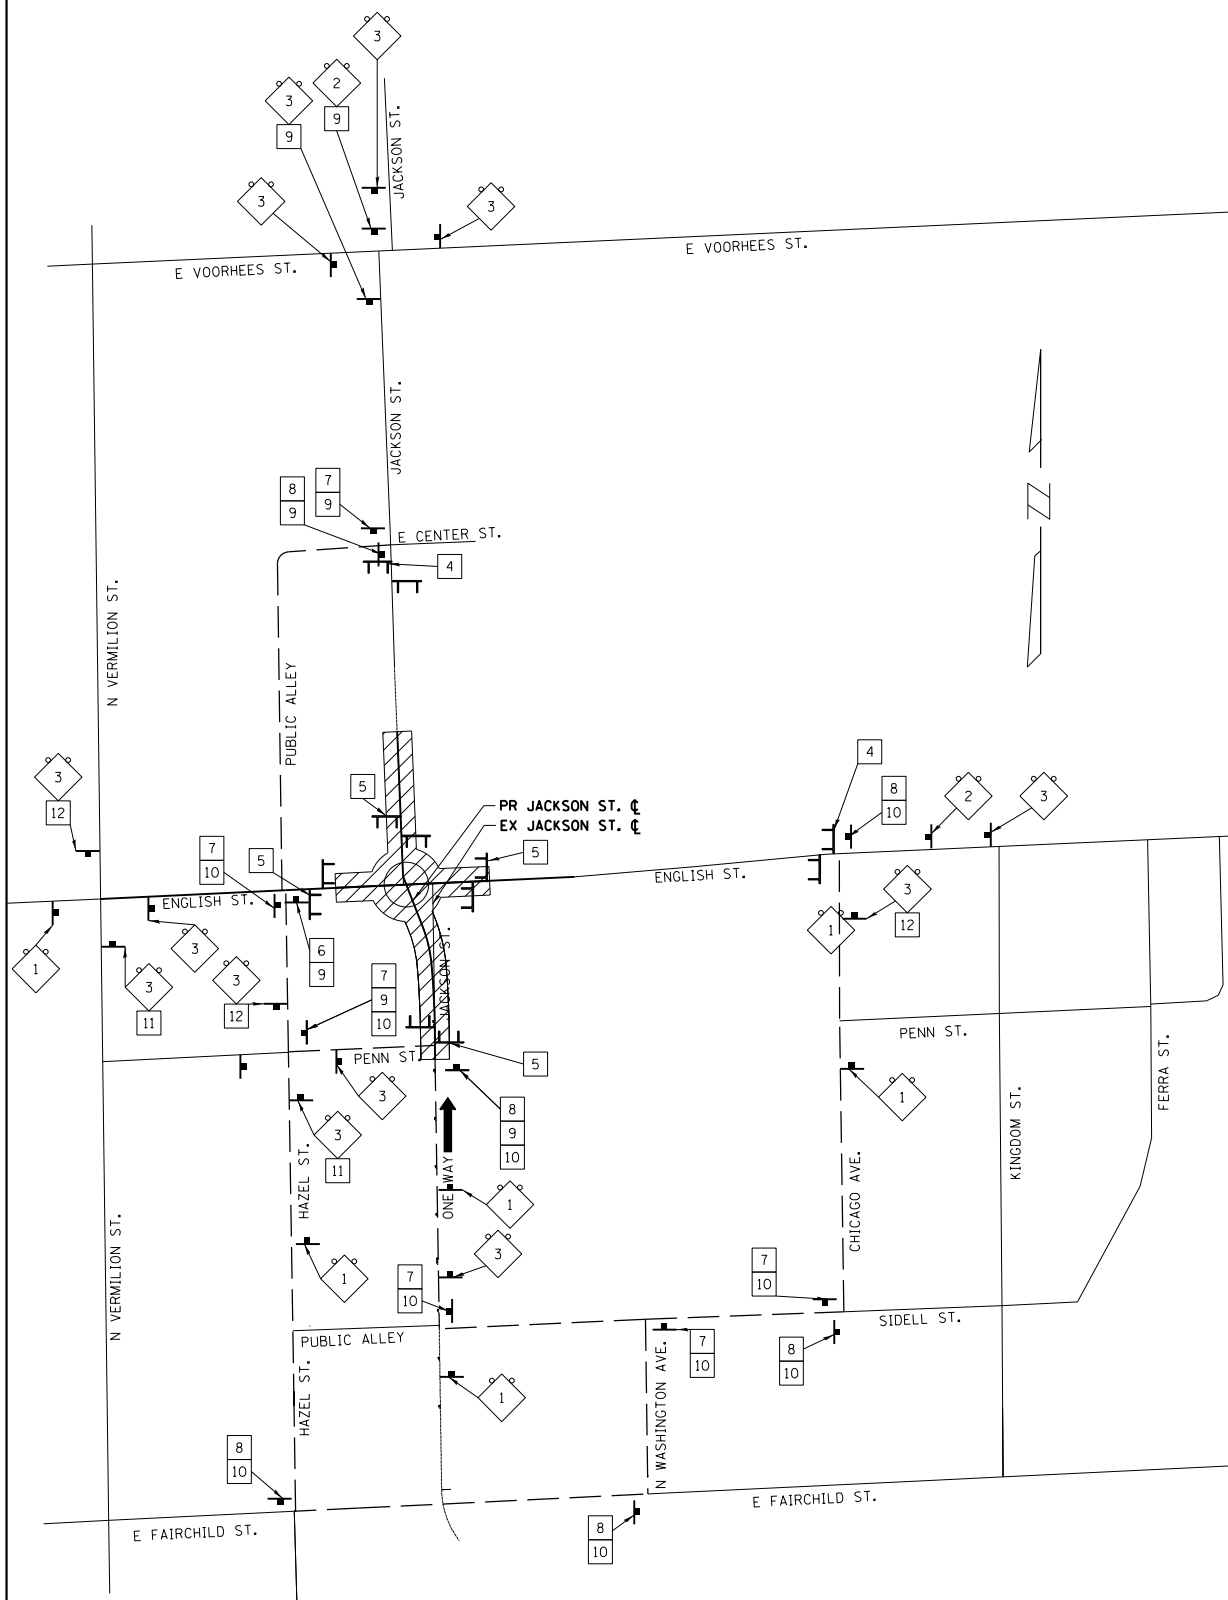 3
2
9
3
9
JACKSON ST.
3
3
E VOORHEES ST.
E VOORHEES ST.
JACKSON ST.
7
9
8
9
E CENTER ST.
4
N VERMILION ST.
PUBLIC ALLEY
4
3
12
5
PR JACKSON ST. ℄
EX JACKSON ST. ℄
8
10
2
3
7
10
5
5
ENGLISH ST.
ENGLISH ST.
3
12
1
3
6
9
1
3
11
3
12
7
9
10
JACKSON ST.
PENN ST.
PENN ST.
5
3
1
FERRA ST.
KINGDOM ST.
8
9
10
3
11
HAZEL ST.
ONE WAY
1
CHICAGO AVE.
N VERMILION ST.
3
1
7
10
7
10
SIDELL ST.
PUBLIC ALLEY
7
10
8
10
HAZEL ST.
1
N WASHINGTON AVE.
8
10
E FAIRCHILD ST.
E FAIRCHILD ST.
8
10
N